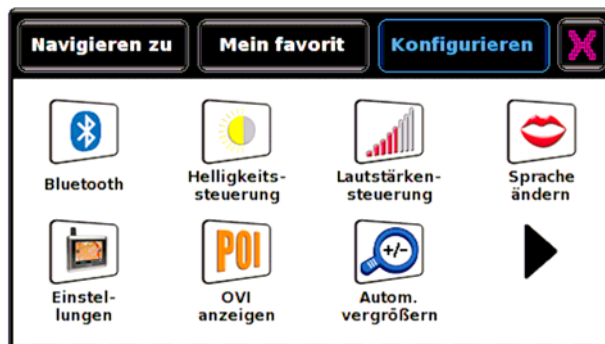 Navigieren zu Mein favorit Konfigurieren X
Bluetooth
Helligkeits-
steuerung
Lautstärken-
steuerung
Sprache
ändern
+/-
POI
Einstel-
lungen
OVI
anzeigen
Autom.
vergrößern